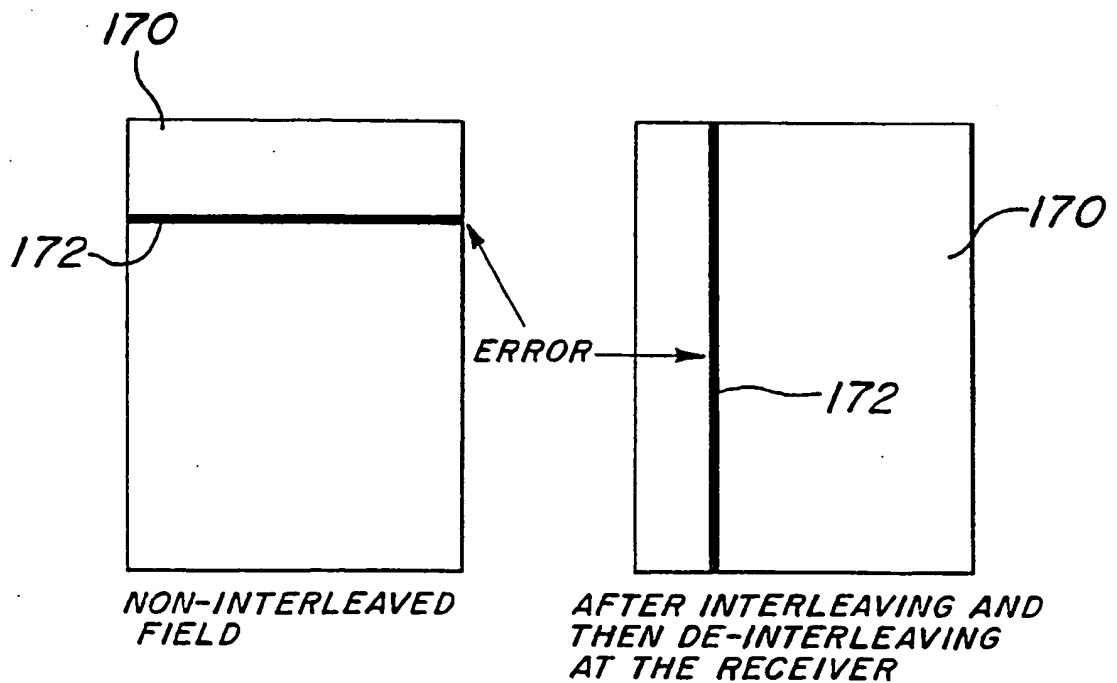 170
172
ERROR
170
172
NON-INTERLEAVED
FIELD
AFTER INTERLEAVING AND
THEN DE-INTERLEAVING
AT THE RECEIVER